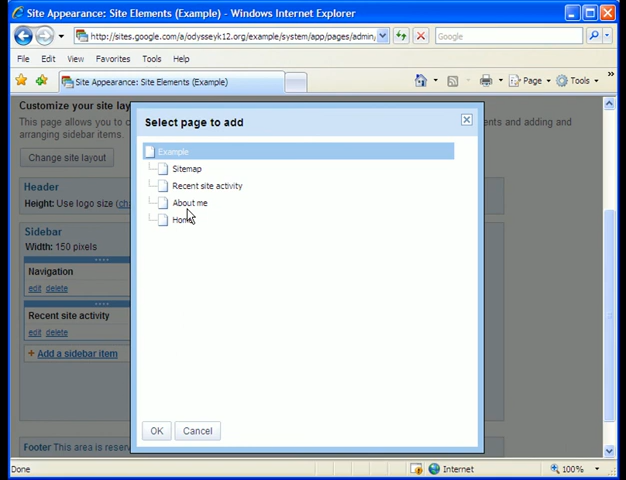 Site Appearance: Site Elements (Example) - Windows Internet Explorer
http://sites.google.com/a/odysseyk12.org/example/system/app/pages/admin,
Google
File Edit View Favorites Tools Help
Site Appearance: Site Elements (Example)
Page
Tools
»
Customize your site lay
This page allows you to c
ents and adding and
arranging sidebar items.
Change site layout
Header
Height: Use logo size (ch
Sidebar
Width: 150 pixels
Navigation
edit delete
Recent site activity
edit delete
+ Add a sidebar item
Footer This area is reser
Select page to add
Example
Sitemap
Recent site activity
About me
OK
Cancel
Done
Internet
100%